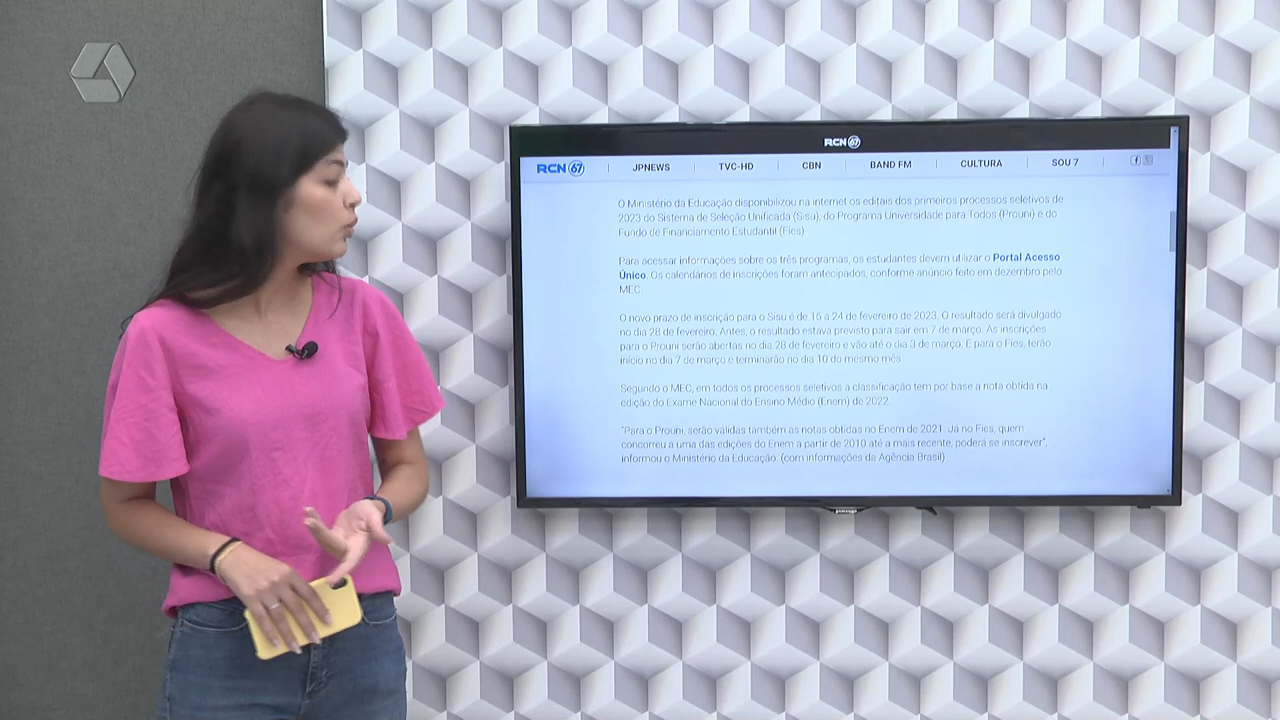 RCN 67
RCN 67 JPNEWS TVC-HD CBN BAND FM CULTURA SOU 7
O Ministério da Educação disponibilizou na internet os editais dos primeiros processos seletivos de
2023 do Sistema de Seleção Unificada (Sisu), do Programa Universidade para Todos (Prouni) e do
Fundo de Financiamento Estudantil (Fies)
Para acessar informações sobre os três programas, os estudantes devem utilizar o Portal Acesso
Único. Os calendários de inscrições foram antecipados, conforme anúncio feito em dezembro pelo
MEC.
O novo prazo de inscrição para o Sisu é de 16 a 24 de fevereiro de 2023. O resultado será divulgado
no dia 28 de fevereiro. Antes, o resultado estava previsto para sair em 7 de março. As inscrições
para o Prouni serão abertas no dia 28 de fevereiro e vão até o dia 3 de março. E para o Fies, terão
início no dia 7 de março e terminarão no dia 10 do mesmo mês.
Segundo o MEC, em todos os processos seletivos a classificação tem por base a nota obtida na
edição do Exame Nacional do Ensino Médio (Enem) de 2022.
"Para o Prouni, serão válidas também as notas obtidas no Enem de 2021. Já no Fies, quem
concorreu a uma das edições do Enem a partir de 2010 até a mais recente, poderá se inscrever",
informou o Ministério da Educação. (com informações da Agência Brasil)